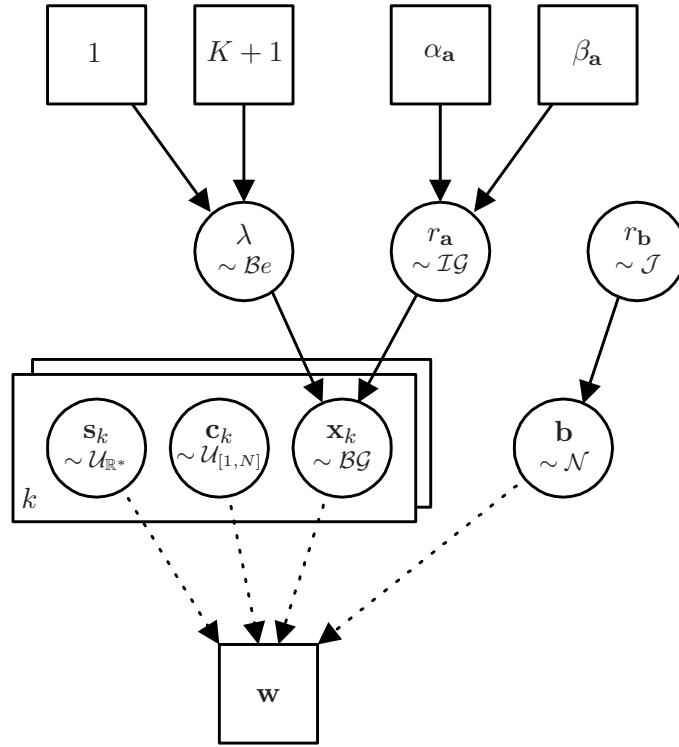 1
K + 1
α_a
β_a
λ
∼ Be
r_a
∼ IG
r_b
∼ J
s_k
∼ U_ℝ*
c_k
∼ U_[1,N]
x_k
∼ BG
b
∼ N
k
w